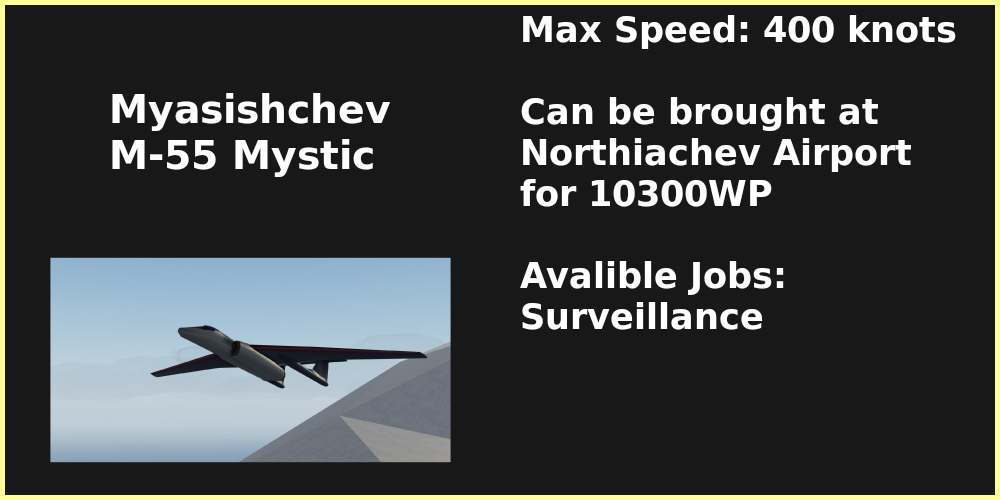 Myasishchev
M-55 Mystic
Max Speed: 400 knots
Can be brought at
Northiachev Airport
for 10300WP
Avalible Jobs:
Surveillance